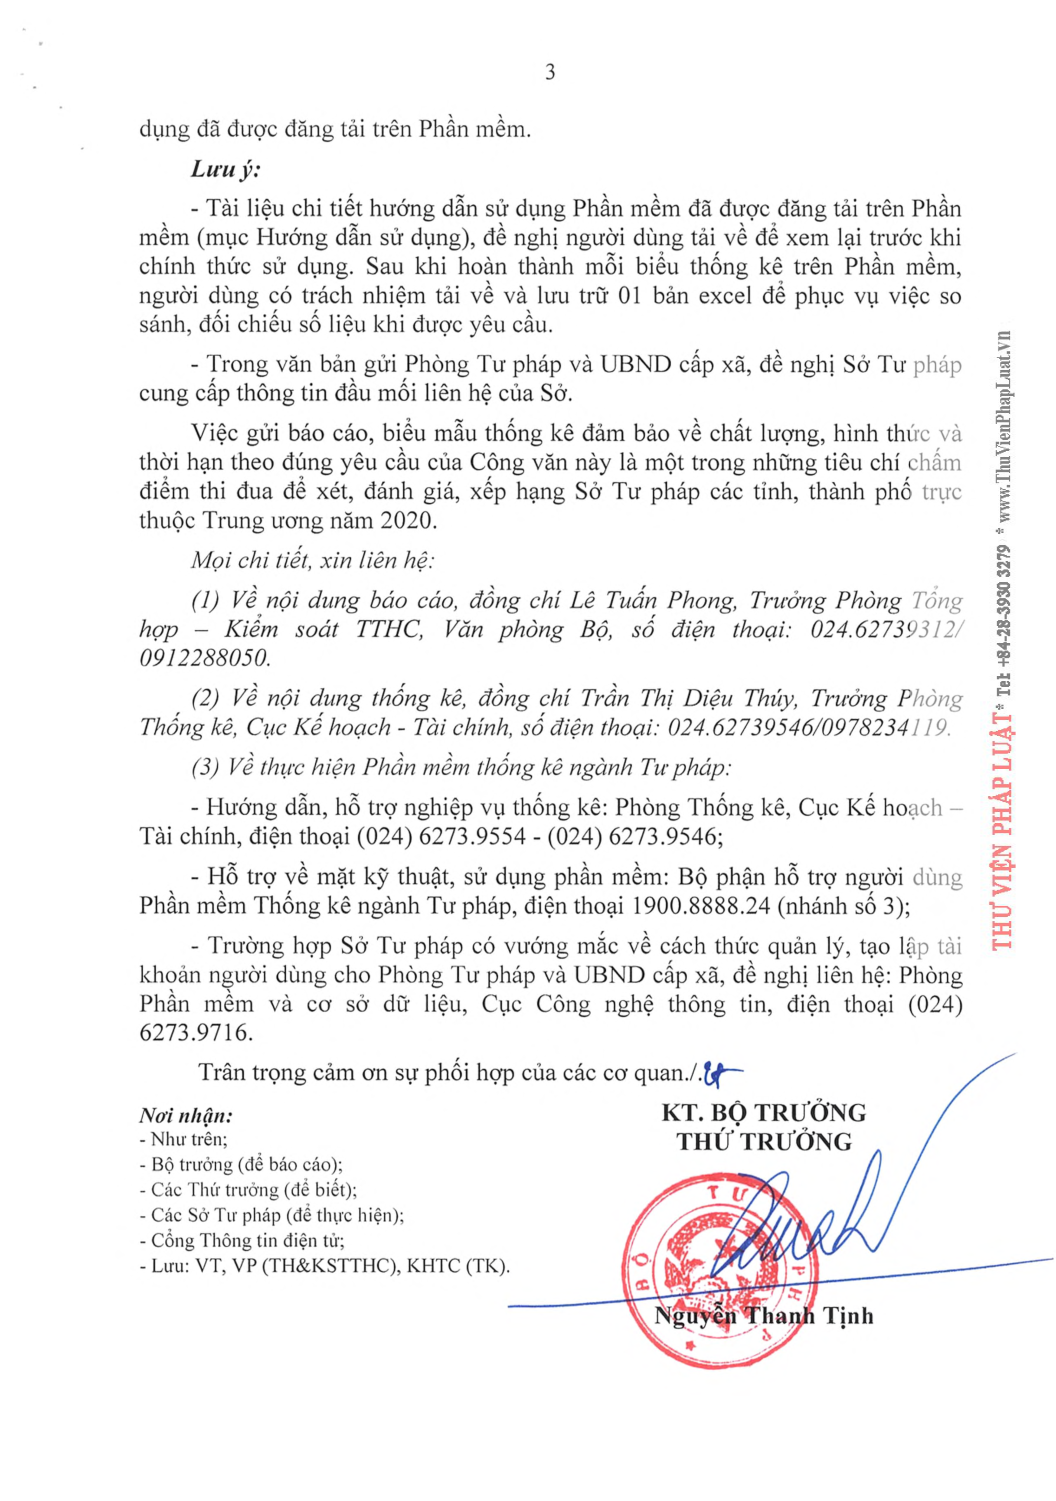 3
dụng đã được đăng tải trên Phần mềm.
Lưu ý:
- Tài liệu chi tiết hướng dẫn sử dụng Phần mềm đã được đăng tải trên Phần
mềm (mục Hướng dẫn sử dụng), đề nghị người dùng tải về để xem lại trước khi
chính thức sử dụng. Sau khi hoàn thành mỗi biểu thống kê trên Phần mềm,
người dùng có trách nhiệm tải về và lưu trữ 01 bản excel để phục vụ việc so
sánh, đối chiếu số liệu khi được yêu cầu.
- Trong văn bản gửi Phòng Tư pháp và UBND cấp xã, đề nghị Sở Tư pháp
cung cấp thông tin đầu mối liên hệ của Sở.
Việc gửi báo cáo, biểu mẫu thống kê đảm bảo về chất lượng, hình thức và
thời hạn theo đúng yêu cầu của Công văn này là một trong những tiêu chí chấm
điểm thi đua để xét, đánh giá, xếp hạng Sở Tư pháp các tỉnh, thành phố trực
thuộc Trung ương năm 2020.
Mọi chi tiết, xin liên hệ:
(1) Về nội dung báo cáo, đồng chí Lê Tuấn Phong, Trưởng Phòng Tổng
hợp – Kiểm soát TTHC, Văn phòng Bộ, số điện thoại: 024.62739312/
0912288050.
(2) Về nội dung thống kê, đồng chí Trần Thị Diệu Thúy, Trưởng Phòng
Thống kê, Cục Kế hoạch - Tài chính, số điện thoại: 024.62739546/0978234119.
(3) Về thực hiện Phần mềm thống kê ngành Tư pháp:
- Hướng dẫn, hỗ trợ nghiệp vụ thống kê: Phòng Thống kê, Cục Kế hoạch –
Tài chính, điện thoại (024) 6273.9554 - (024) 6273.9546;
- Hỗ trợ về mặt kỹ thuật, sử dụng phần mềm: Bộ phận hỗ trợ người dùng
Phần mềm Thống kê ngành Tư pháp, điện thoại 1900.8888.24 (nhánh số 3);
- Trường hợp Sở Tư pháp có vướng mắc về cách thức quản lý, tạo lập tài
khoản người dùng cho Phòng Tư pháp và UBND cấp xã, đề nghị liên hệ: Phòng
Phần mềm và cơ sở dữ liệu, Cục Công nghệ thông tin, điện thoại (024)
6273.9716.
Trân trọng cảm ơn sự phối hợp của các cơ quan./.
Nơi nhận:
- Như trên;
- Bộ trưởng (để báo cáo);
- Các Thứ trưởng (để biết);
- Các Sở Tư pháp (để thực hiện);
- Cổng Thông tin điện tử;
- Lưu: VT, VP (TH&KSTTHC), KHTC (TK).
KT. BỘ TRƯỞNG
THỨ TRƯỞNG
BỘ TƯ PHÁP
Nguyễn Thanh Tịnh
THƯ VIỆN PHÁP LUẬT * Tel: +84-28-3930 3279 * www.ThuVienPhapLuat.vn